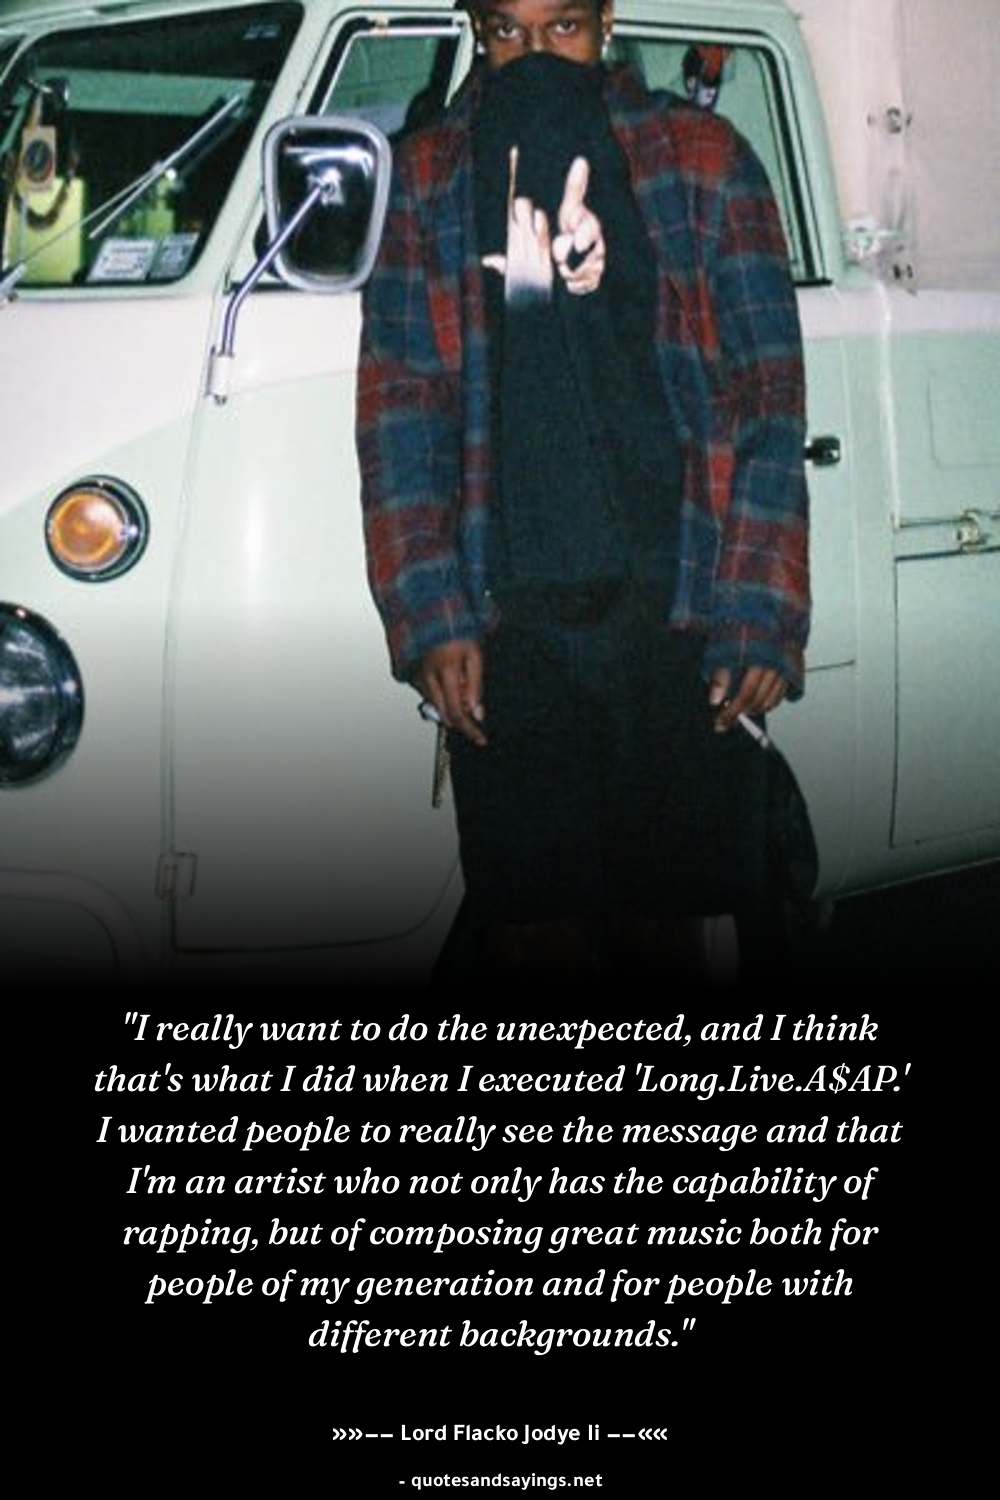 "I really want to do the unexpected, and I think
that's what I did when I executed 'Long.Live.A$AP.'
I wanted people to really see the message and that
I'm an artist who not only has the capability of
rapping, but of composing great music both for
people of my generation and for people with
different backgrounds."
»»–– Lord Flacko Jodye Ii ––««
- quotesandsayings.net